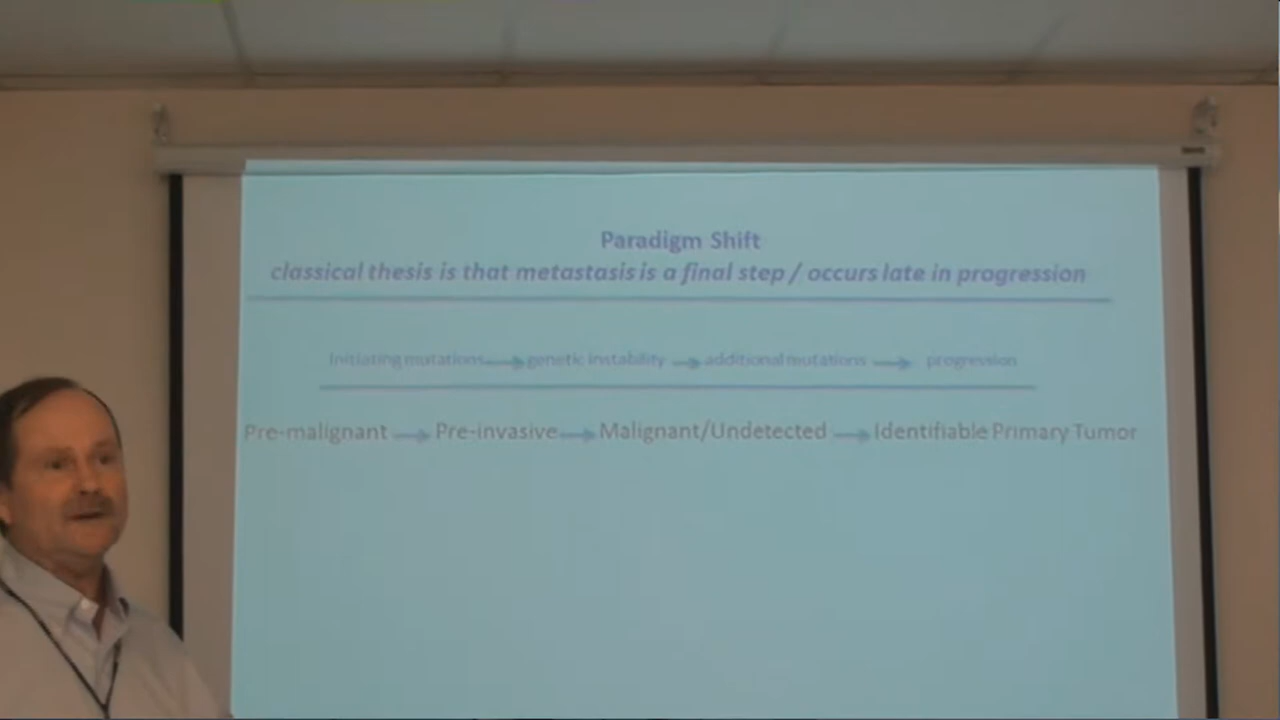 Paradigm Shift
classical thesis is that metastasis is a final step / occurs late in progression
Initiating mutations → genetic instability → additional mutations → progression
Pre-malignant → Pre-invasive → Malignant/Undetected → Identifiable Primary Tumor